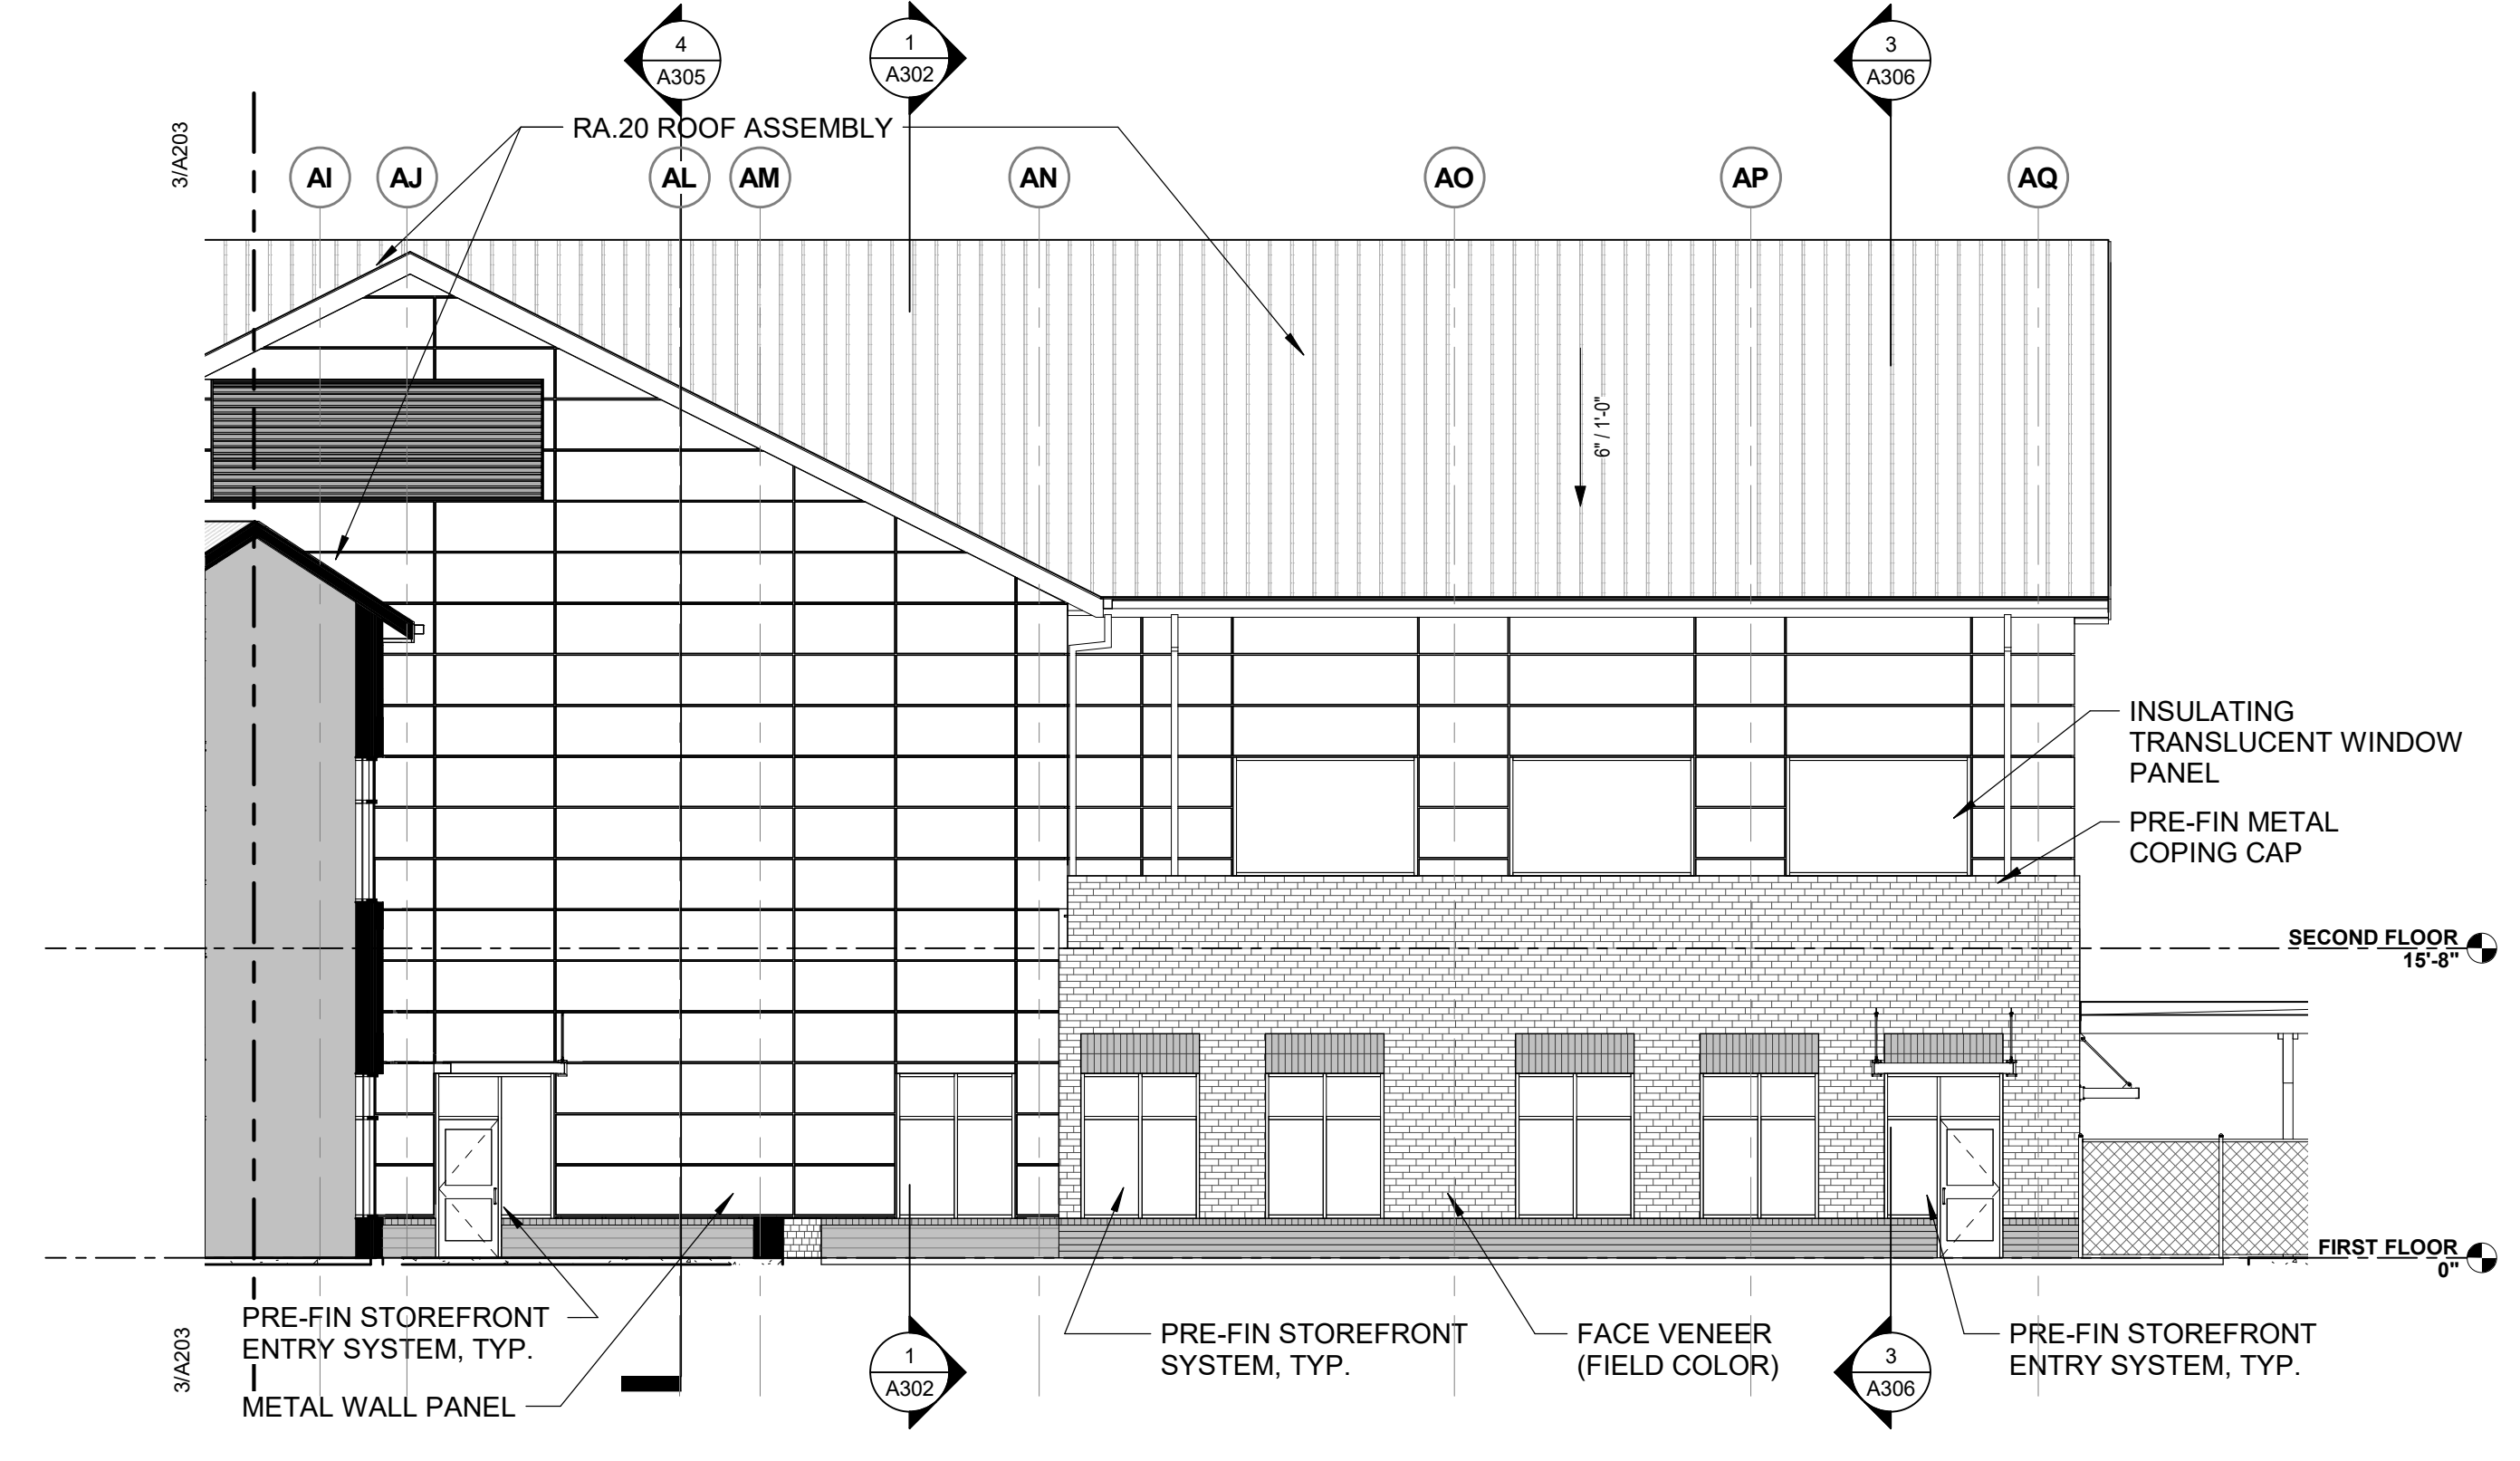 4
A305
1
A302
3
A306
3/A203
RA.20 ROOF ASSEMBLY
AI
AJ
AL
AM
AN
AO
AP
AQ
6" / 1'-0"
INSULATING
TRANSLUCENT WINDOW
PANEL
PRE-FIN METAL
COPING CAP
SECOND FLOOR
15'-8"
FIRST FLOOR
0"
3/A203
PRE-FIN STOREFRONT
ENTRY SYSTEM, TYP.
METAL WALL PANEL
1
A302
PRE-FIN STOREFRONT
SYSTEM, TYP.
FACE VENEER
(FIELD COLOR)
3
A306
PRE-FIN STOREFRONT
ENTRY SYSTEM, TYP.